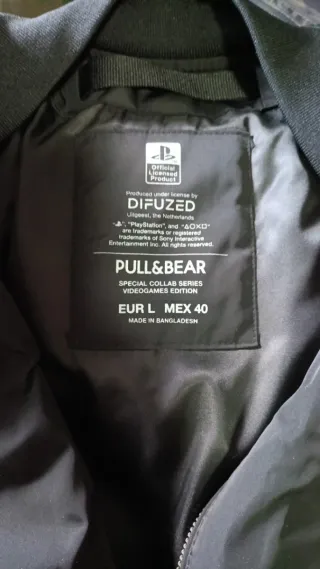 Official
Licensed
Product
Produced under license by
DIFUZED
Uitgeest, the Netherlands
"PlayStation", and "△○✕□"
are trademarks or registered
trademarks of Sony Interactive
Entertainment Inc. All rights reserved.
PULL&BEAR
SPECIAL COLLAB SERIES
VIDEOGAMES EDITION
EUR L MEX 40
MADE IN BANGLADESH